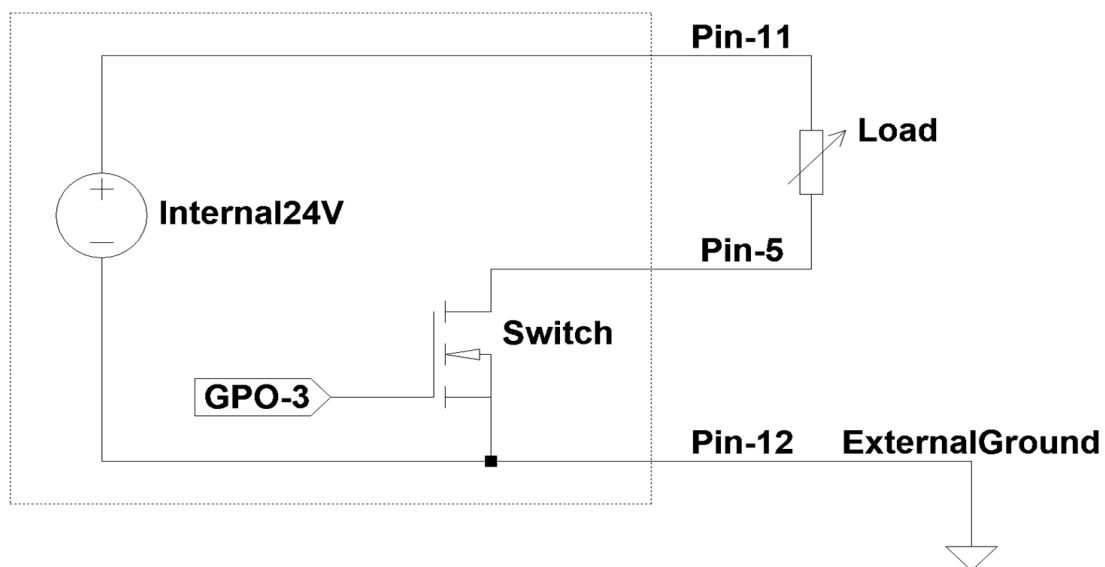 Pin-11
Load
Internal24V
Pin-5
Switch
GPO-3
Pin-12 ExternalGround